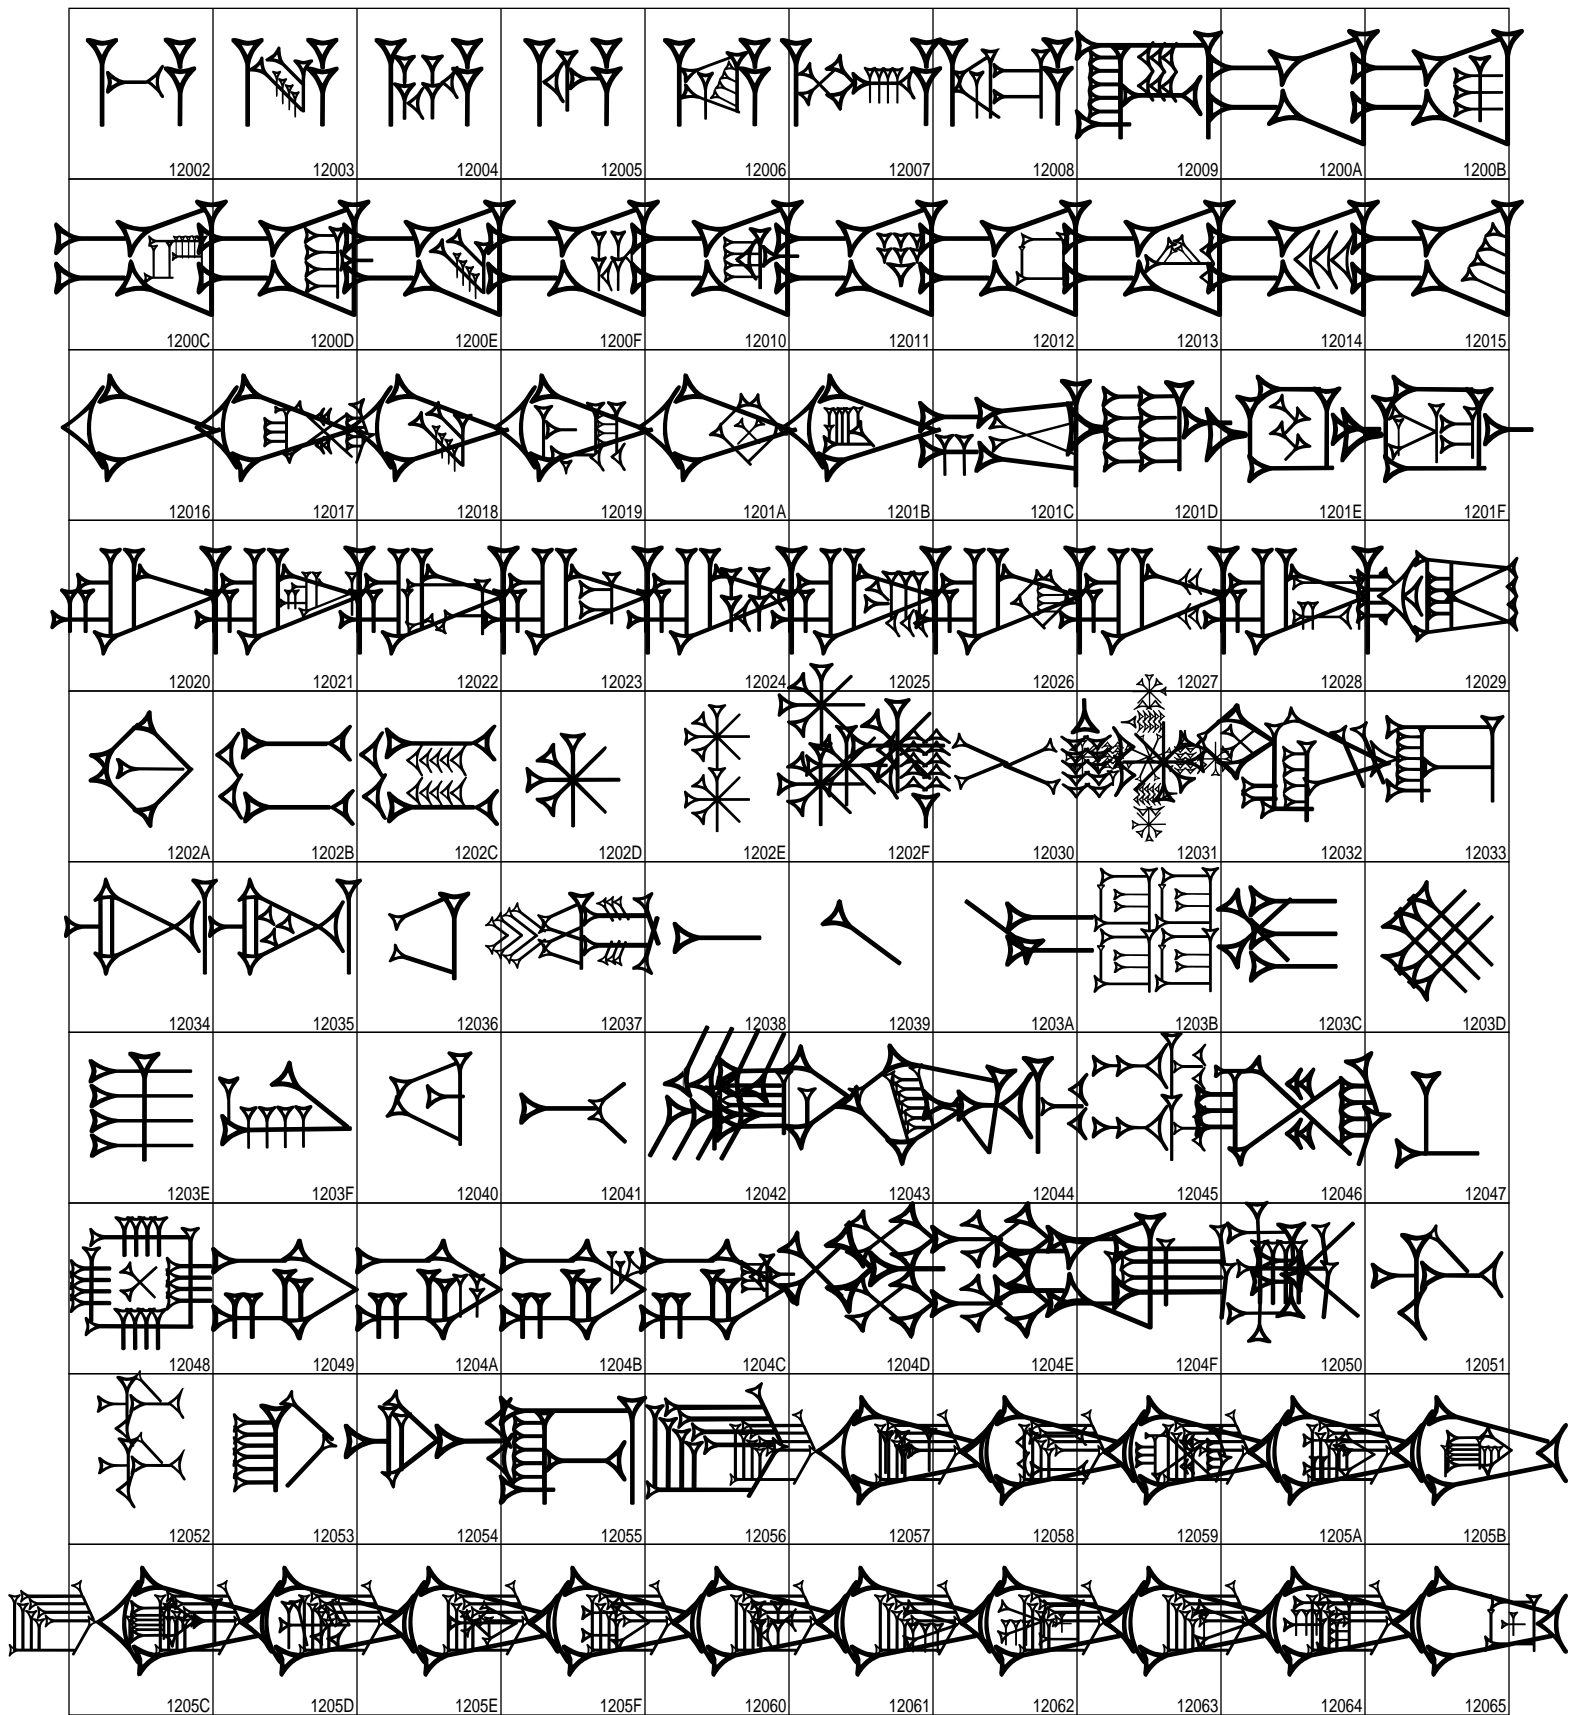 𒀂 𒀃 𒀄 𒀅 𒀆 𒀇 𒀈 𒀉 𒀊 𒀋
12002 12003 12004 12005 12006 12007 12008 12009 1200A 1200B
𒀌 𒀍 𒀎 𒀏 𒀐 𒀑 𒀒 𒀓 𒀔 𒀕
1200C 1200D 1200E 1200F 12010 12011 12012 12013 12014 12015
𒀖 𒀗 𒀘 𒀙 𒀚 𒀛 𒀜 𒀝 𒀞 𒀟
12016 12017 12018 12019 1201A 1201B 1201C 1201D 1201E 1201F
𒀠 𒀡 𒀢 𒀣 𒀤 𒀥 𒀦 𒀧 𒀨 𒀩
12020 12021 12022 12023 12024 12025 12026 12027 12028 12029
𒀪 𒀫 𒀬 𒀭 𒀮 𒀯 𒀰 𒀱 𒀲 𒀳
1202A 1202B 1202C 1202D 1202E 1202F 12030 12031 12032 12033
𒀴 𒀵 𒀶 𒀷 𒀸 𒀹 𒀺 𒀻 𒀼 𒀽
12034 12035 12036 12037 12038 12039 1203A 1203B 1203C 1203D
𒀾 𒀿 𒁀 𒁁 𒁂 𒁃 𒁄 𒁅 𒁆 𒁇
1203E 1203F 12040 12041 12042 12043 12044 12045 12046 12047
𒁈 𒁉 𒁊 𒁋 𒁌 𒁍 𒁎 𒁏 𒁐 𒁑
12048 12049 1204A 1204B 1204C 1204D 1204E 1204F 12050 12051
𒁒 𒁓 𒁔 𒁕 𒁖 𒁗 𒁘 𒁙 𒁚 𒁛
12052 12053 12054 12055 12056 12057 12058 12059 1205A 1205B
𒁜 𒁝 𒁞 𒁟 𒁠 𒁡 𒁢 𒁣 𒁤 𒁥
1205C 1205D 1205E 1205F 12060 12061 12062 12063 12064 12065